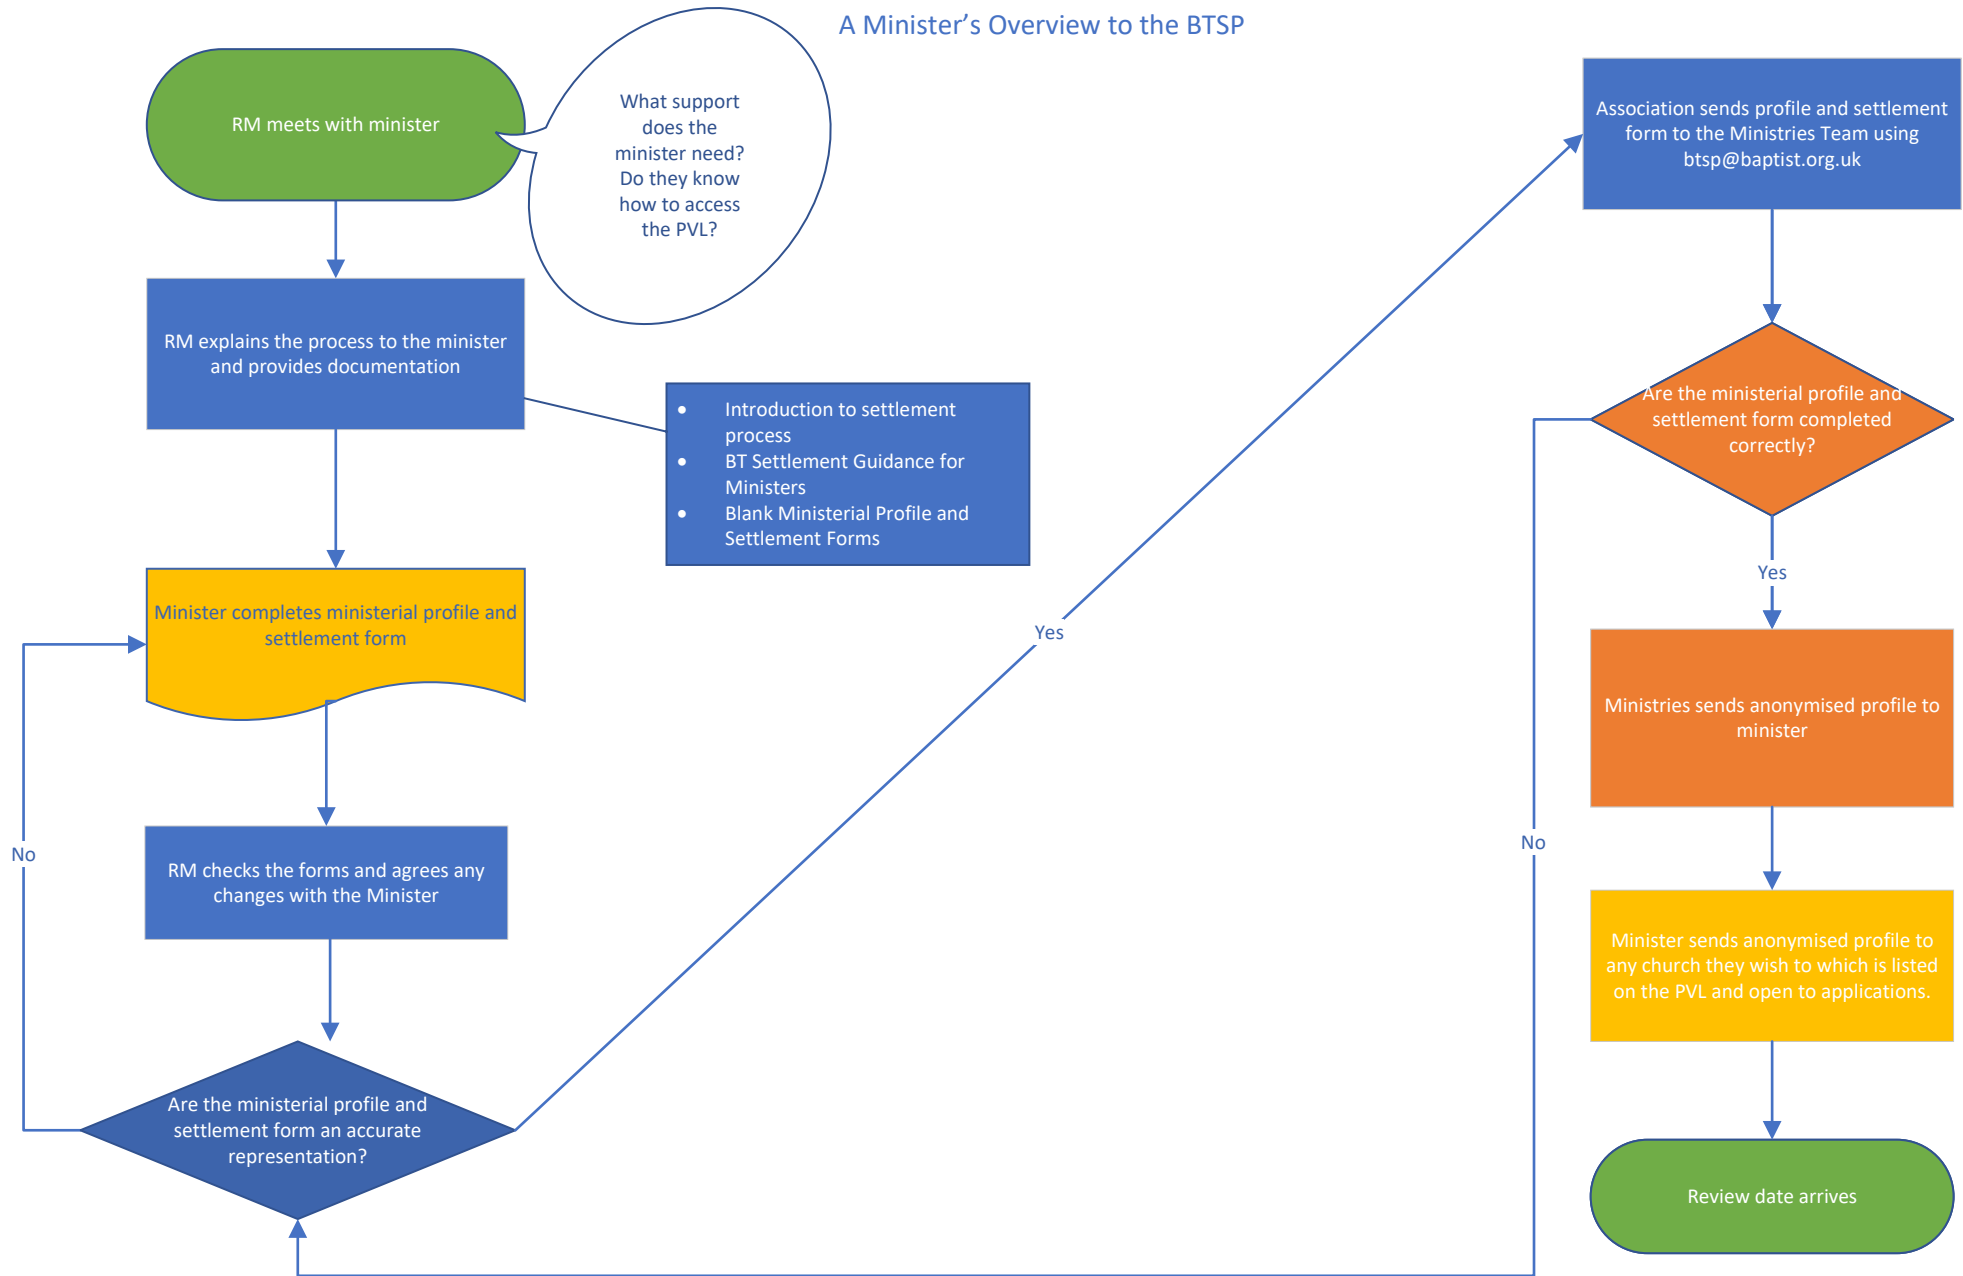 A Minister’s Overview to the BTSP
RM meets with minister
What support
does the
minister need?
Do they know
how to access
the PVL?
RM explains the process to the minister
and provides documentation
● Introduction to settlement
process
● BT Settlement Guidance for
Ministers
● Blank Ministerial Profile and
Settlement Forms
Minister completes ministerial profile and
settlement form
RM checks the forms and agrees any
changes with the Minister
No
Are the ministerial profile and
settlement form an accurate
representation?
Yes
Association sends profile and settlement
form to the Ministries Team using
btsp@baptist.org.uk
Are the ministerial profile and
settlement form completed
correctly?
Yes
No
Ministries sends anonymised profile to
minister
Minister sends anonymised profile to
any church they wish to which is listed
on the PVL and open to applications.
Review date arrives